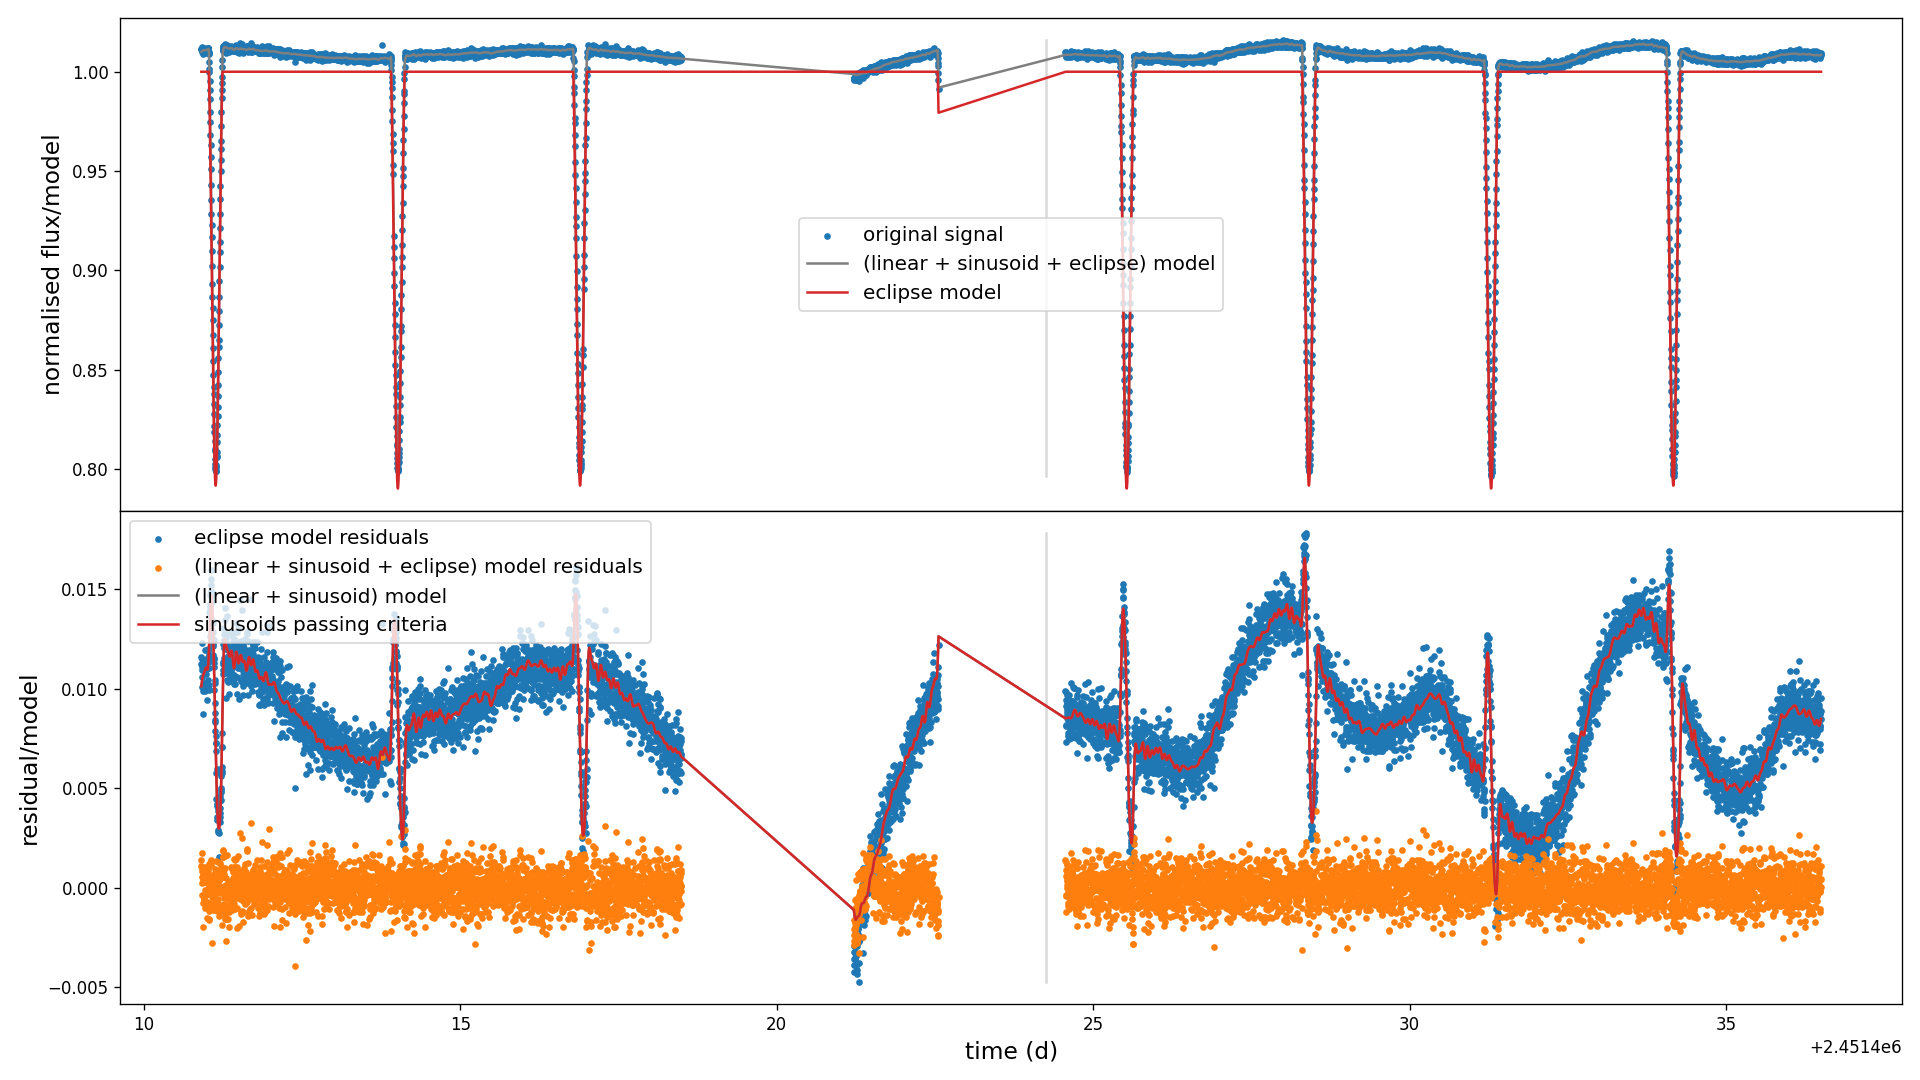 1.00
0.95
0.90
0.85
0.80
normalised flux/model
original signal
(linear + sinusoid + eclipse) model
eclipse model
eclipse model residuals
(linear + sinusoid + eclipse) model residuals
(linear + sinusoid) model
sinusoids passing criteria
0.015
0.010
0.005
0.000
−0.005
residual/model
10
15
20
25
30
35
time (d)
+2.4514e6